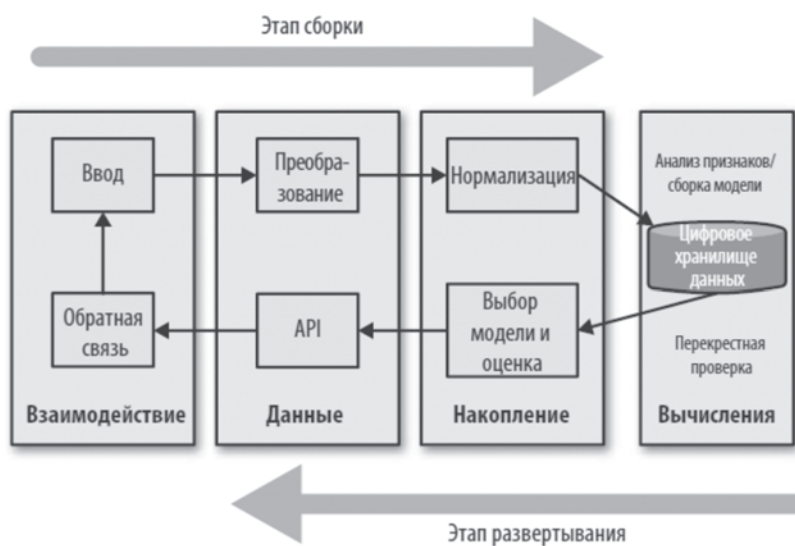 Этап сборки
Ввод
Преобра-
зование
Нормализация
Анализ признаков/
сборка модели
Цифровое
хранилище
данных
Обратная
связь
API
Выбор
модели и
оценка
Перекрестная
проверка
Взаимодействие
Данные
Накопление
Вычисления
Этап развертывания